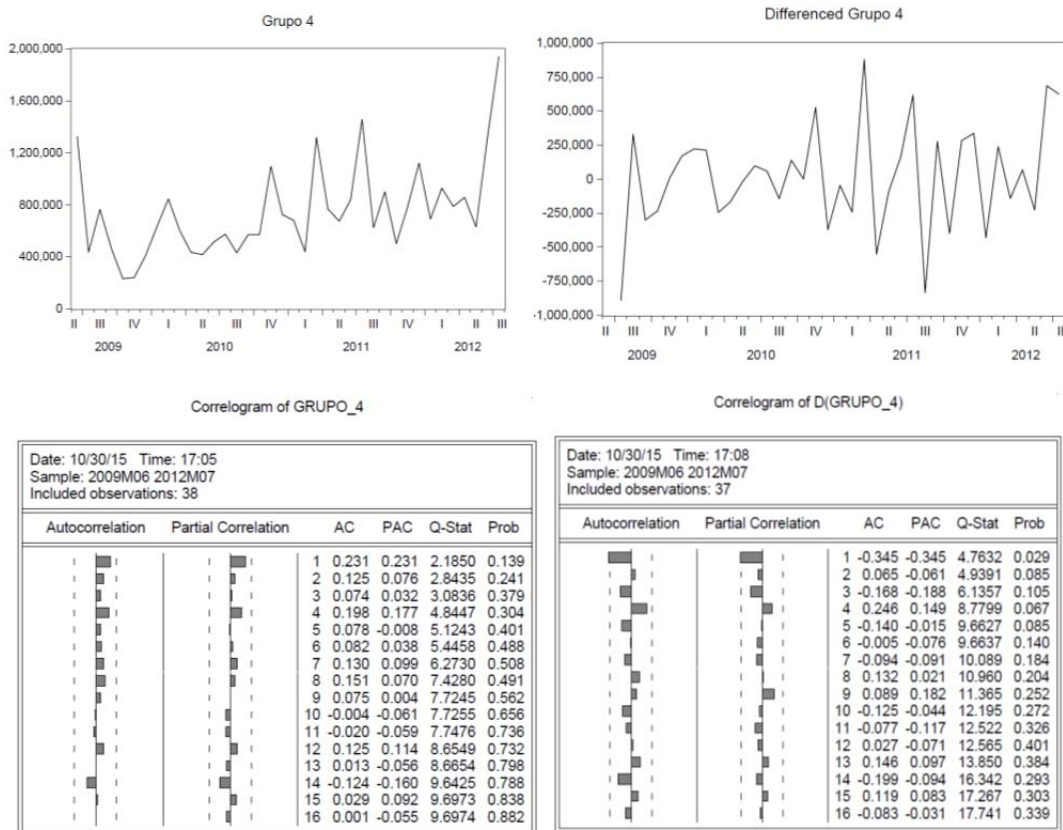 Grupo 4
2,000,000
1,600,000
1,200,000
800,000
400,000
0
II III IV I II III IV I II III IV I II III
2009 2010 2011 2012
Differenced Grupo 4
1,000,000
750,000
500,000
250,000
0
-250,000
-500,000
-750,000
-1,000,000
II III IV I II III IV I II III IV I II
2009 2010 2011 2012
Correlogram of GRUPO_4
Date: 10/30/15 Time: 17:05
Sample: 2009M06 2012M07
Included observations: 38
Autocorrelation Partial Correlation AC PAC Q-Stat Prob
1 0.231 0.231 2.1850 0.139
2 0.125 0.076 2.8435 0.241
3 0.074 0.032 3.0836 0.379
4 0.198 0.177 4.8447 0.304
5 0.078 -0.008 5.1243 0.401
6 0.082 0.038 5.4458 0.488
7 0.130 0.099 6.2730 0.508
8 0.151 0.070 7.4280 0.491
9 0.075 0.004 7.7245 0.562
10 -0.004 -0.061 7.7255 0.656
11 -0.020 -0.059 7.7476 0.736
12 0.125 0.114 8.6549 0.732
13 0.013 -0.056 8.6654 0.798
14 -0.124 -0.160 9.6425 0.788
15 0.029 0.092 9.6973 0.838
16 0.001 -0.055 9.6974 0.882
Correlogram of D(GRUPO_4)
Date: 10/30/15 Time: 17:08
Sample: 2009M06 2012M07
Included observations: 37
Autocorrelation Partial Correlation AC PAC Q-Stat Prob
1 -0.345 -0.345 4.7632 0.029
2 0.065 -0.061 4.9391 0.085
3 -0.168 -0.188 6.1357 0.105
4 0.246 0.149 8.7799 0.067
5 -0.140 -0.015 9.6627 0.085
6 -0.005 -0.076 9.6637 0.140
7 -0.094 -0.091 10.089 0.184
8 0.132 0.021 10.960 0.204
9 0.089 0.182 11.365 0.252
10 -0.125 -0.044 12.195 0.272
11 -0.077 -0.117 12.522 0.326
12 0.027 -0.071 12.565 0.401
13 0.146 0.097 13.850 0.384
14 -0.199 -0.094 16.342 0.293
15 0.119 0.083 17.267 0.303
16 -0.083 -0.031 17.741 0.339